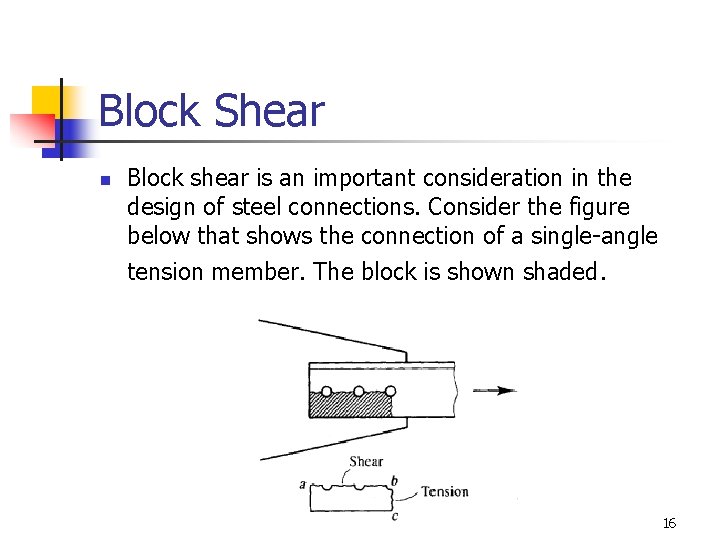 Block Shear
Block shear is an important consideration in the
design of steel connections. Consider the figure
below that shows the connection of a single-angle
tension member. The block is shown shaded.
Shear
a
b
Tension
c
16